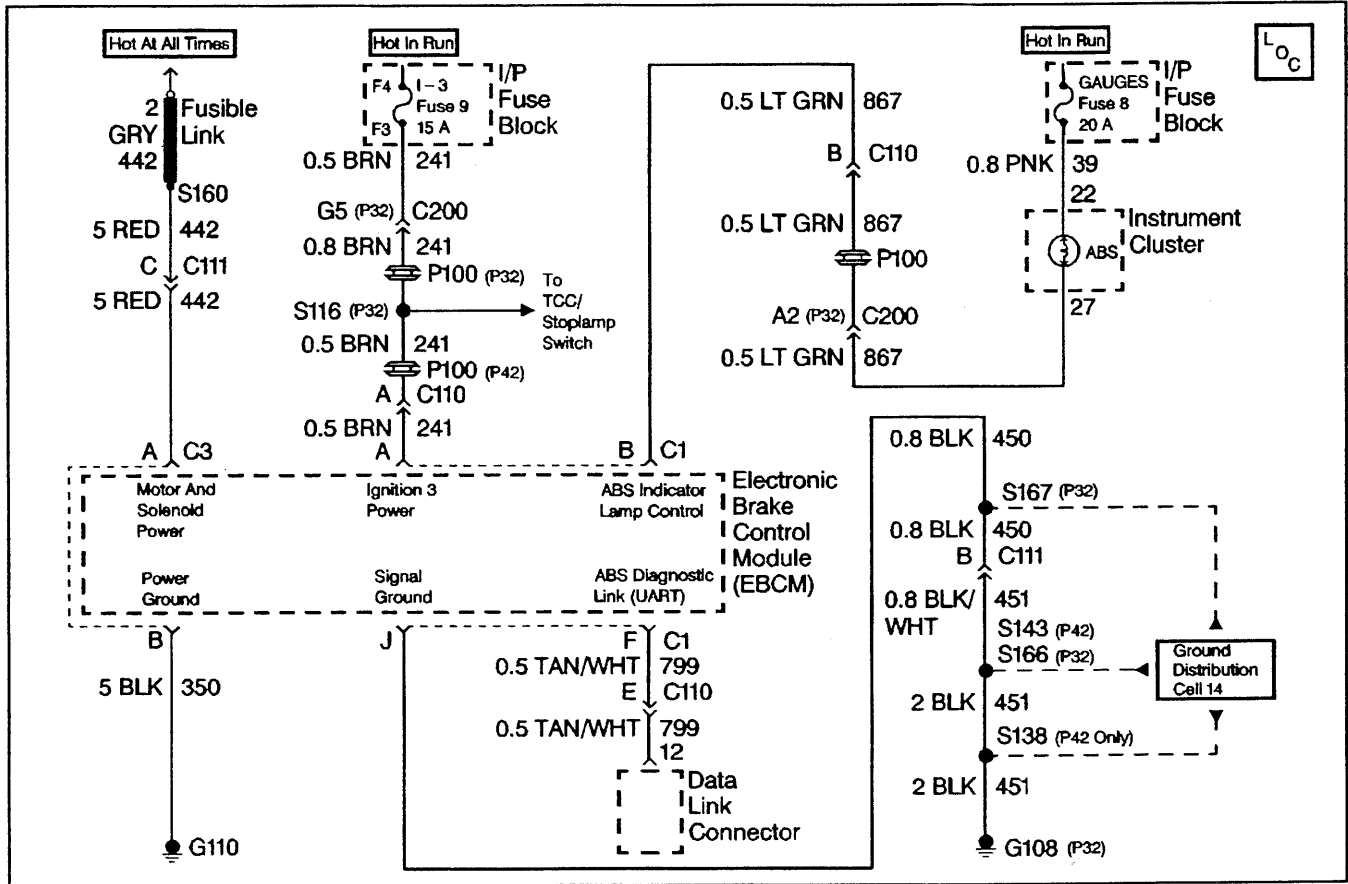 Hot At All Times
2 Fusible
GRY Link
442
S160
5 RED 442
C C111
5 RED 442
A C3
Hot In Run
F4 I-3
Fuse 9
F3 15 A
I/P
Fuse
Block
0.5 BRN 241
G5 (P32) C200
0.8 BRN 241
P100 (P32)
S116 (P32)
To
TCC/
Stoplamp
Switch
0.5 BRN 241
P100 (P42)
A C110
0.5 BRN 241
A
B C1
0.5 LT GRN 867
B C110
0.5 LT GRN 867
P100
A2 (P32) C200
0.5 LT GRN 867
Hot In Run
GAUGES
Fuse 8
20 A
I/P
Fuse
Block
0.8 PNK 39
22
Instrument
Cluster
ABS
27
L
O
C
Motor And
Solenoid
Power
Ignition 3
Power
ABS Indicator
Lamp Control
Power
Ground
Signal
Ground
ABS Diagnostic
Link (UART)
Electronic
Brake
Control
Module
(EBCM)
B
5 BLK 350
G110
J
F C1
0.5 TAN/WHT 799
E C110
0.5 TAN/WHT 799
12
Data
Link
Connector
0.8 BLK 450
S167 (P32)
0.8 BLK 450
B C111
0.8 BLK/ 451
WHT
S143 (P42)
S166 (P32)
Ground
Distribution
Cell 14
2 BLK 451
S138 (P42 Only)
2 BLK 451
G108 (P32)